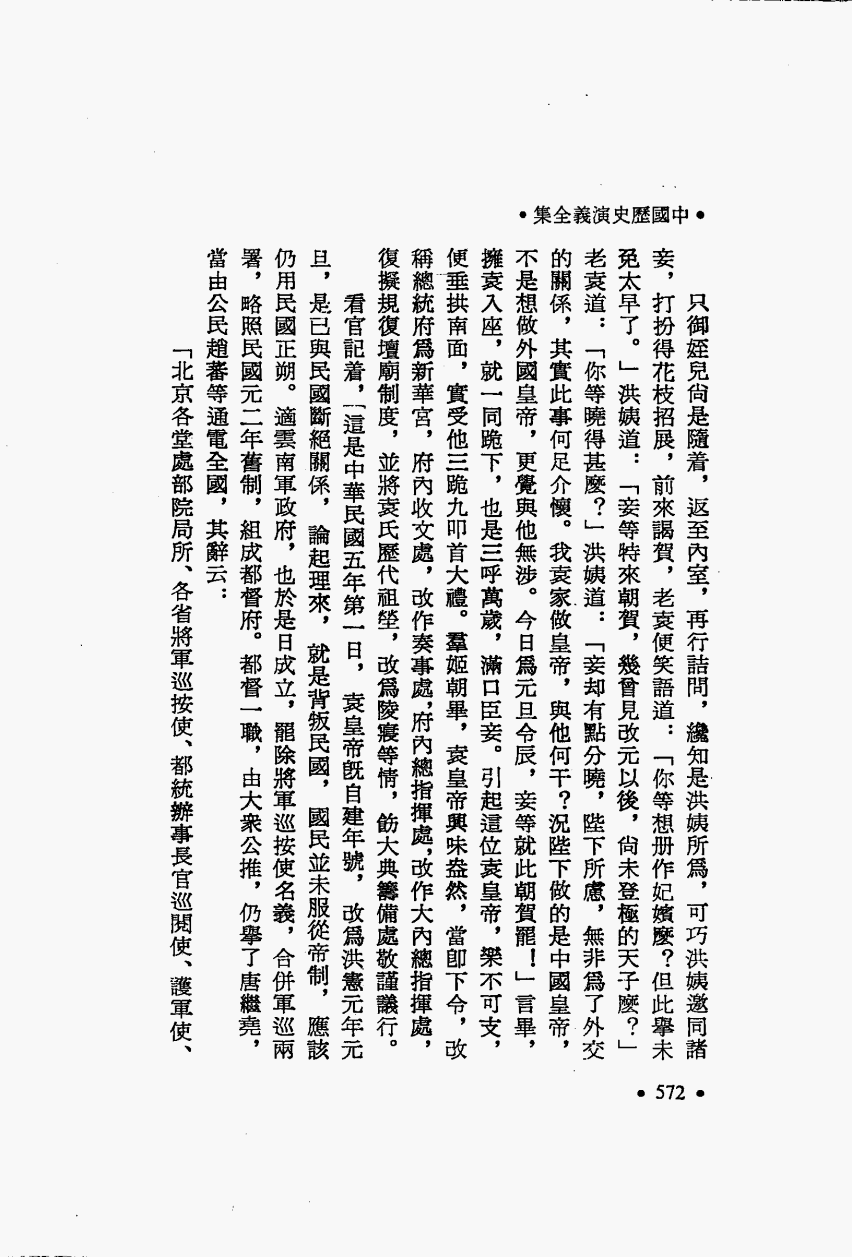 •中國歷史演義全集•
只御姪兒尙是隨着，返至內室，再行詰問，纔知是洪姨所爲，可巧洪姨邀同諸
妾，打扮得花枝招展，前來謁賀，老袁便笑語道：「你等想册作妃嬪麼？但此舉未
免太早了。」洪姨道：「妾等特來朝賀，幾曾見改元以後，尙未登極的天子麼？」
老袁道：「你等曉得甚麼？」洪姨道：「妾却有點分曉，陛下所慮，無非爲了外交
的關係，其實此事何足介懷。我袁家做皇帝，與他何干？況陛下做的是中國皇帝，
不是想做外國皇帝，更覺與他無涉。今日爲元旦令辰，妾等就此朝賀罷！」言畢，
擁袁入座，就一同跪下，也是三呼萬歲，滿口臣妾。引起這位袁皇帝，樂不可支，
便垂拱南面，實受他三跪九叩首大禮。羣姬朝畢，袁皇帝興味盎然，當卽下令，改
稱總統府爲新華宮，府內收文處，改作奏事處，府內總指揮處，改作大內總指揮處，
復擬規復壇廟制度，並將袁氏歷代祖塋，改爲陵寢等情，飭大典籌備處敬謹議行。
看官記着，「這是中華民國五年第一日，袁皇帝旣自建年號，改爲洪憲元年元
旦，是已與民國斷絕關係，論起理來，就是背叛民國，國民並未服從帝制，應該
仍用民國正朔。適雲南軍政府，也於是日成立，罷除將軍巡按使名義，合併軍巡兩
署，略照民國元二年舊制，組成都督府。都督一職，由大衆公推，仍舉了唐繼堯，
當由公民趙蕃等通電全國，其辭云：
「北京各堂處部院局所、各省將軍巡按使、都統辦事長官巡閱使、護軍使、
• 572 •